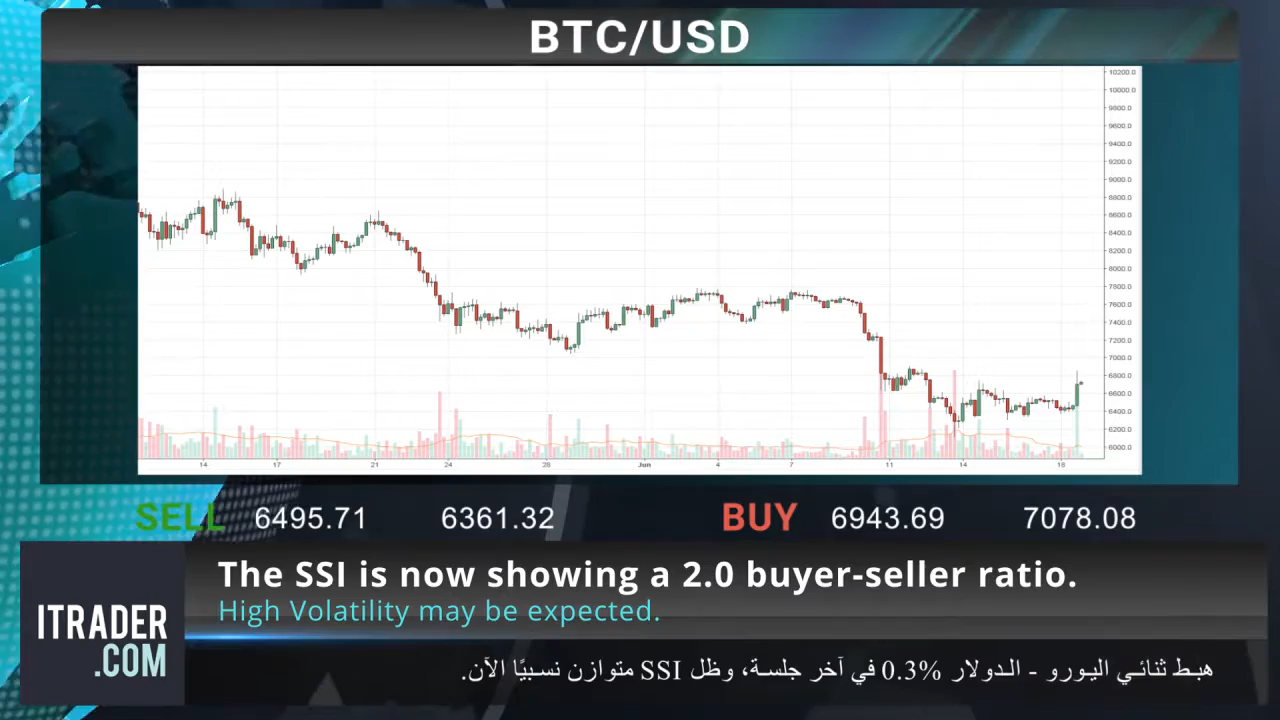 BTC/USD
10200.0
10000.0
9800.0
9600.0
9400.0
9200.0
9000.0
8800.0
8600.0
8400.0
8200.0
8000.0
7800.0
7600.0
7400.0
7200.0
7000.0
6800.0
6600.0
6400.0
6200.0
6000.0
14 17 21 24 28 Jun 4 7 11 14 18
SELL 6495.71 6361.32 BUY 6943.69 7078.08
The SSI is now showing a 2.0 buyer-seller ratio.
High Volatility may be expected.
ITRADER
.COM
هبط ثنائي اليورو - الدولار 0.3% في آخر جلسة، وظل SSI متوازن نسبيًا الآن.